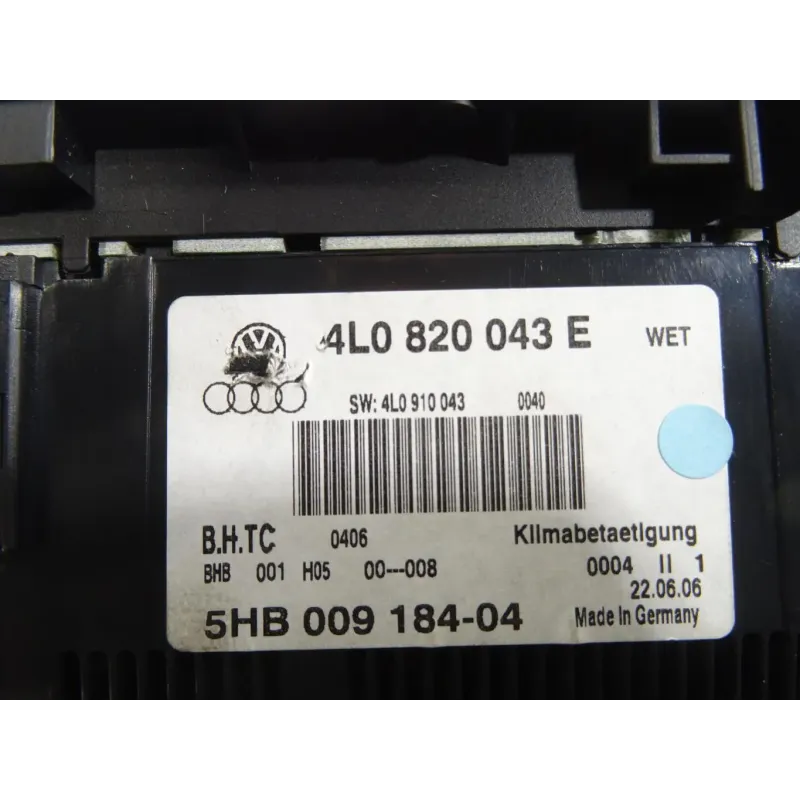 4L0 820 043 E WET
SW: 4L0 910 043 0040
B.H.TC 0406 Klimabetaetigung
BHB 001 H05 00---008 0004 II 1
22.06.06
5HB 009 184-04 Made in Germany